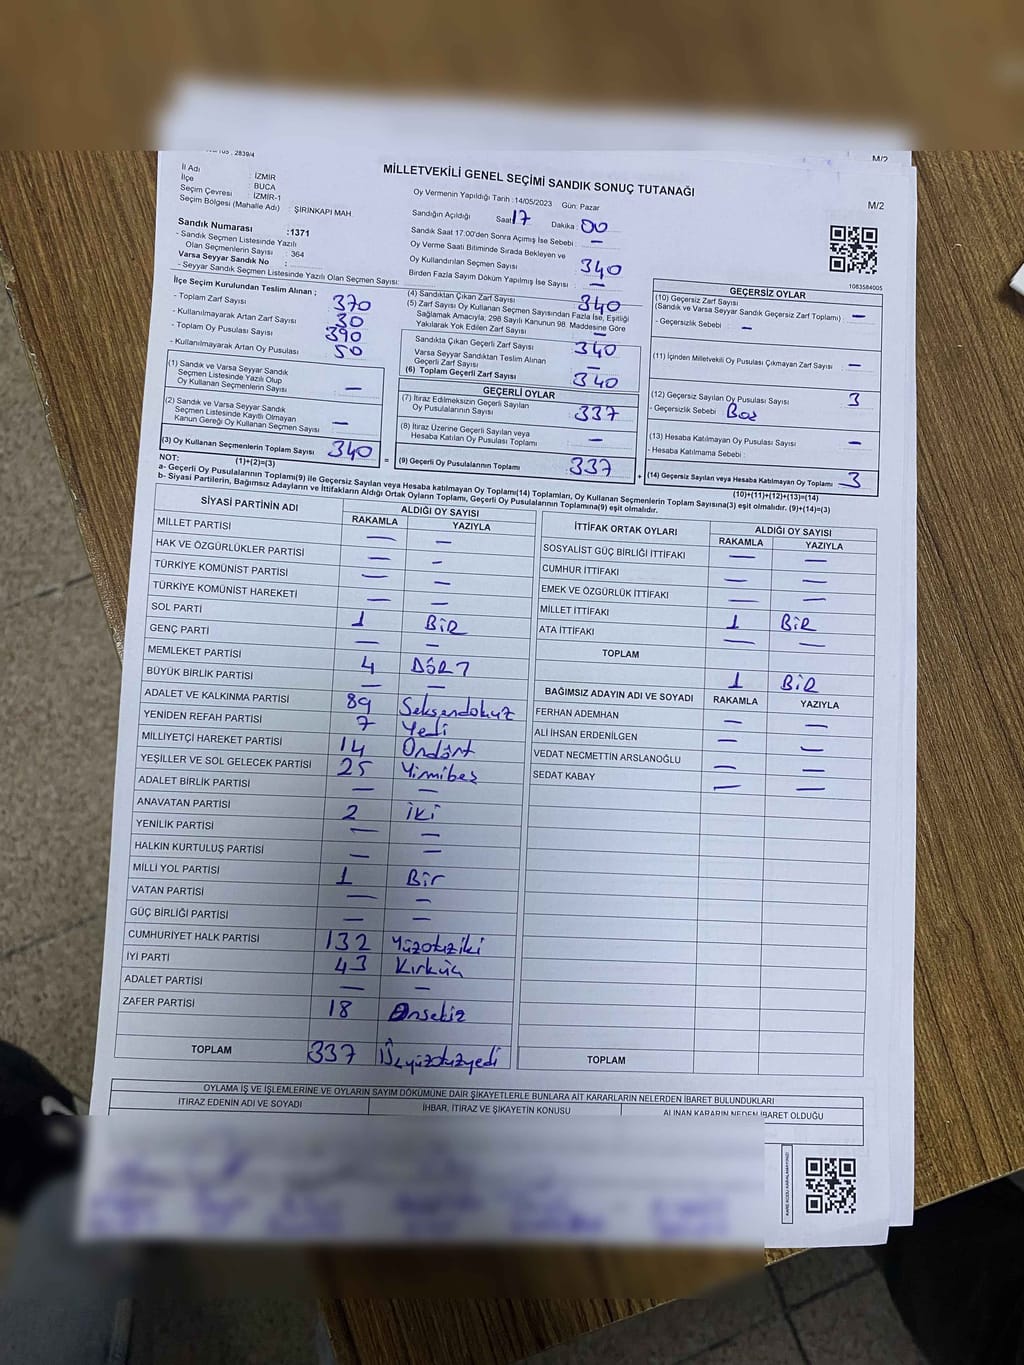 2839/4
M/2
MİLLETVEKİLİ GENEL SEÇİMİ SANDIK SONUÇ TUTANAĞI
M/2
İl Adı : İZMİR
İlçe : BUCA
Seçim Çevresi : İZMİR-1
Seçim Bölgesi (Mahalle Adı) : ŞİRİNKAPI MAH
Sandık Numarası :1371
- Sandık Seçmen Listesinde Yazılı
Olan Seçmenlerin Sayısı : 364
Varsa Seyyar Sandık No :
- Seyyar Sandık Seçmen Listesinde Yazılı Olan Seçmen Sayısı:
Oy Vermenin Yapıldığı Tarih : 14/05/2023 Gün: Pazar
Sandığın Açıldığı Saat 17 Dakika : 00
Sandık Saat 17:00'den Sonra Açımış İse Sebebi : —
Oy Verme Saati Bitiminde Sırada Bekleyen ve
Oy Kullandırılan Seçmen Sayısı 340
Birden Fazla Sayım Döküm Yapılmış İse Sayısı : —
1083584005
İlçe Seçim Kurulundan Teslim Alınan ;
- Toplam Zarf Sayısı 370
- Kullanılmayarak Artan Zarf Sayısı 30
- Toplam Oy Pusulası Sayısı 390
- Kullanılmayarak Artan Oy Pusulası 50
(1) Sandık ve Varsa Seyyar Sandık
Seçmen Listesinde Yazılı Olup
Oy Kullanan Seçmenlerin Sayısı —
(2) Sandık ve Varsa Seyyar Sandık
Seçmen Listesinde Kayıtlı Olmayan
Kanun Gereği Oy Kullanan Seçmen Sayısı —
(3) Oy Kullanan Seçmenlerin Toplam Sayısı 340
(1)+(2)=(3)
(4) Sandıktan Çıkan Zarf Sayısı 340
(5) Zarf Sayısı Oy Kullanan Seçmen Sayısından Fazla İse, Eşitliği
Sağlamak Amacıyla, 298 Sayılı Kanunun 98. Maddesine Göre
Yakılarak Yok Edilen Zarf Sayısı —
Sandıkta Çıkan Geçerli Zarf Sayısı 340
Varsa Seyyar Sandıktan Teslim Alınan
Geçerli Zarf Sayısı —
(6) Toplam Geçerli Zarf Sayısı 340
GEÇERLİ OYLAR
(7) İtiraz Edilmeksizin Geçerli Sayılan
Oy Pusulalarının Sayısı 337
(8) İtiraz Üzerine Geçerli Sayılan veya
Hesaba Katılan Oy Pusulası Toplamı —
= (9) Geçerli Oy Pusulalarının Toplamı 337
GEÇERSİZ OYLAR
(10) Geçersiz Zarf Sayısı
(Sandık ve Varsa Seyyar Sandık Geçersiz Zarf Toplamı) : —
- Geçersizlik Sebebi : —
(11) İçinden Milletvekili Oy Pusulası Çıkmayan Zarf Sayısı : —
(12) Geçersiz Sayılan Oy Pusulası Sayısı : 3
- Geçersizlik Sebebi : Boş
(13) Hesaba Katılmayan Oy Pusulası Sayısı : —
- Hesaba Katılmama Sebebi :
+ (14) Geçersiz Sayılan veya Hesaba Katılmayan Oy Toplamı : 3
(10)+(11)+(12)+(13)=(14)
NOT:
a- Geçerli Oy Pusulalarının Toplamı(9) ile Geçersiz Sayılan veya Hesaba katılmayan Oy Toplamı(14) Toplamları, Oy Kullanan Seçmenlerin Toplam Sayısına(3) eşit olmalıdır. (9)+(14)=(3)
b- Siyasi Partilerin, Bağımsız Adayların ve İttifakların Aldığı Ortak Oyların Toplamı, Geçerli Oy Pusulalarının Toplamına(9) eşit olmalıdır.
SİYASİ PARTİNİN ADI ALDIĞI OY SAYISI
RAKAMLA YAZIYLA
MİLLET PARTİSİ — —
HAK VE ÖZGÜRLÜKLER PARTİSİ — —
TÜRKİYE KOMÜNİST PARTİSİ — —
TÜRKİYE KOMÜNİST HAREKETİ — —
SOL PARTİ 1 BİR
GENÇ PARTİ — —
MEMLEKET PARTİSİ 4 DÖRT
BÜYÜK BİRLİK PARTİSİ — —
ADALET VE KALKINMA PARTİSİ 89 Seksendokuz
YENİDEN REFAH PARTİSİ 7 Yedi
MİLLİYETÇİ HAREKET PARTİSİ 14 Ondört
YEŞİLLER VE SOL GELECEK PARTİSİ 25 Yirmibeş
ADALET BİRLİK PARTİSİ — —
ANAVATAN PARTİSİ 2 İki
YENİLİK PARTİSİ — —
HALKIN KURTULUŞ PARTİSİ — —
MİLLİ YOL PARTİSİ 1 Bir
VATAN PARTİSİ — —
GÜÇ BİRLİĞİ PARTİSİ — —
CUMHURİYET HALK PARTİSİ 132 Yüzotuziki
İYİ PARTİ 43 Kırküç
ADALET PARTİSİ — —
ZAFER PARTİSİ 18 Onsekiz
TOPLAM 337 Üçyüzotuzyedi
İTTİFAK ORTAK OYLARI ALDIĞI OY SAYISI
RAKAMLA YAZIYLA
SOSYALİST GÜÇ BİRLİĞİ İTTİFAKI — —
CUMHUR İTTİFAKI — —
EMEK VE ÖZGÜRLÜK İTTİFAKI — —
MİLLET İTTİFAKI 1 BİR
ATA İTTİFAKI — —
TOPLAM 1 BİR
BAĞIMSIZ ADAYIN ADI VE SOYADI RAKAMLA YAZIYLA
FERHAN ADEMHAN — —
ALİ İHSAN ERDENİLGEN — —
VEDAT NECMETTİN ARSLANOĞLU — —
SEDAT KABAY — —
TOPLAM
OYLAMA İŞ VE İŞLEMLERİNE VE OYLARIN SAYIM DÖKÜMÜNE DAİR ŞİKAYETLERLE BUNLARA AİT KARARLARIN NELERDEN İBARET BULUNDUKLARI
İTİRAZ EDENİN ADI VE SOYADI İHBAR, İTİRAZ VE ŞİKAYETİN KONUSU ALINAN KARARIN NEDEN İBARET OLDUĞU
KARE KODU KARALAMAYINIZ!